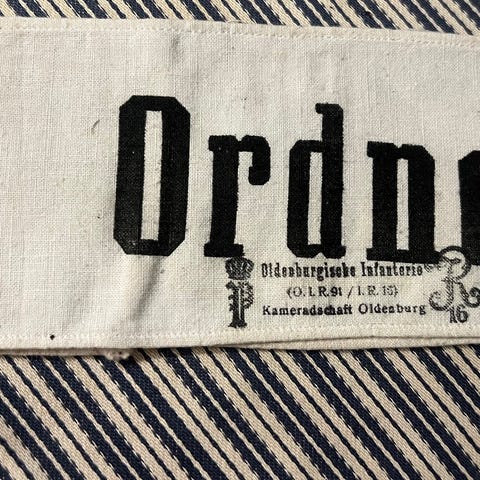 Ordne
P Oldenburgische Infanterie R
(O.I.R.91 / I.R.16) 16
Kameradschaft Oldenburg